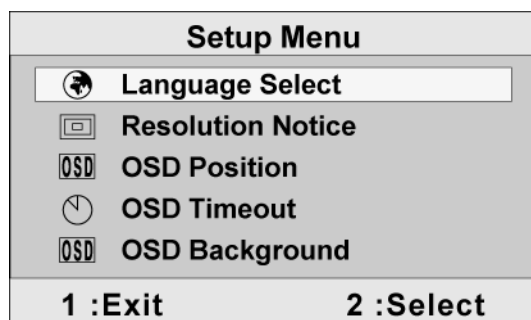 Setup Menu
Language Select
Resolution Notice
OSD OSD Position
OSD Timeout
OSD OSD Background
1 :Exit 2 :Select